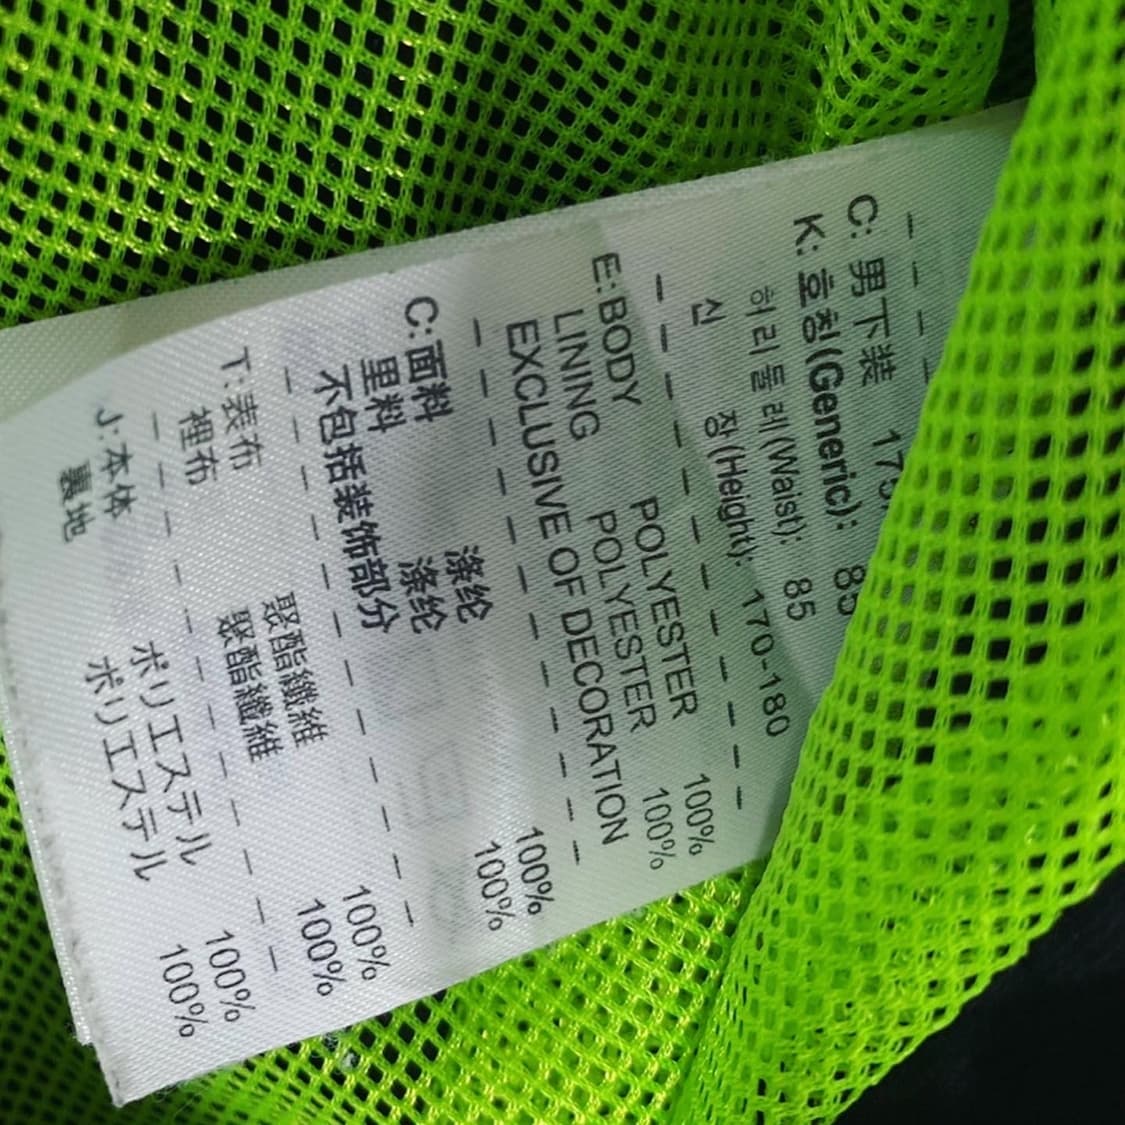 C: 男下装
K: 호칭(Generic): 85
허리둘레(Waist): 85
신 장(Height): 170-180
E: BODY POLYESTER 100%
LINING POLYESTER 100%
EXCLUSIVE OF DECORATION
C: 面料 涤纶 100%
里料 涤纶 100%
不包括装饰部分
T: 表布 聚酯纖維 100%
裡布 聚酯纖維 100%
J: 本体 ポリエステル 100%
裏地 ポリエステル 100%